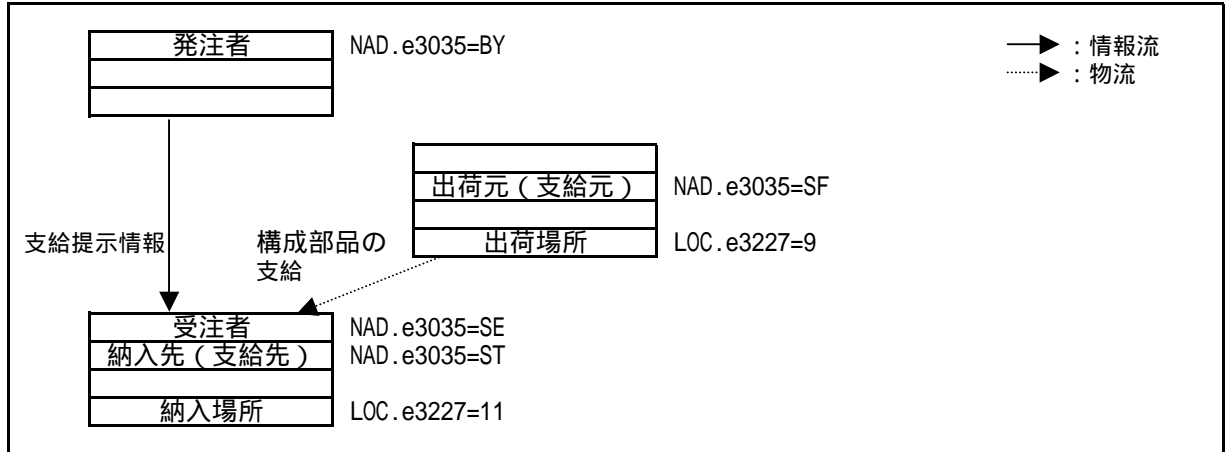 発注者 NAD.e3035=BY
：情報流
：物流
出荷元（支給元） NAD.e3035=SF
支給提示情報
構成部品の
支給
出荷場所 LOC.e3227=9
受注者 NAD.e3035=SE
納入先（支給先） NAD.e3035=ST
納入場所 LOC.e3227=11